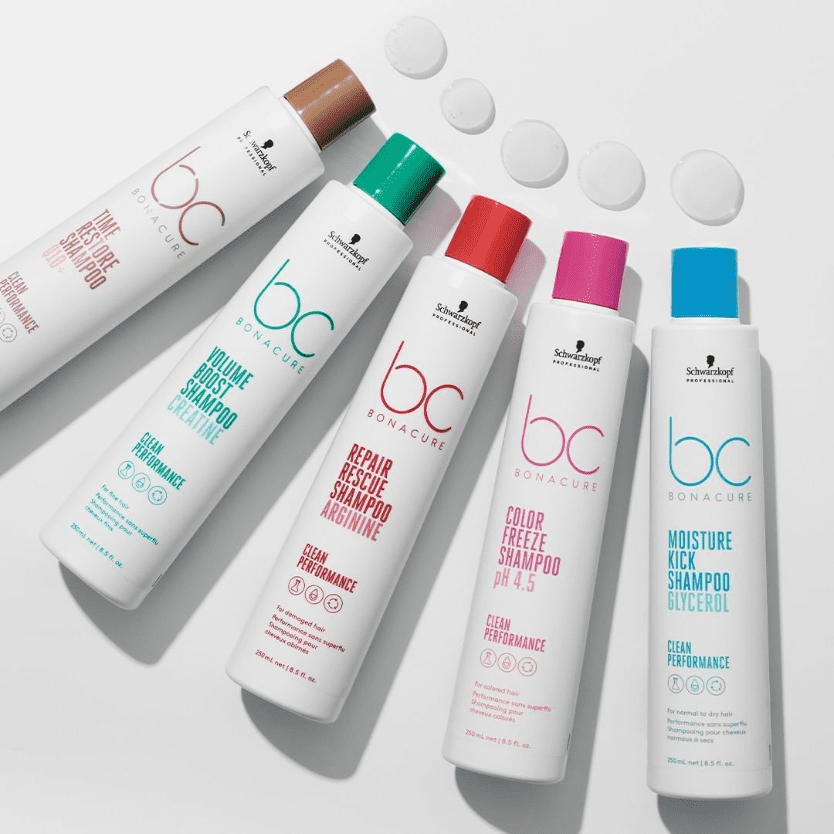 Schwarzkopf
PROFESSIONAL
bc
BONACURE
TIME
RESTORE
SHAMPOO
Q10+
CLEAN
PERFORMANCE
Schwarzkopf
PROFESSIONAL
bc
BONACURE
VOLUME
BOOST
SHAMPOO
CREATINE
CLEAN
PERFORMANCE
For fine hair
Performance sans superflu
Shampooing pour
cheveux fins
250 mL net | 8.5 fl. oz.
Schwarzkopf
PROFESSIONAL
bc
BONACURE
REPAIR
RESCUE
SHAMPOO
ARGININE
CLEAN
PERFORMANCE
For damaged hair
Performance sans superflu
Shampooing pour
cheveux abîmés
250 mL net | 8.5 fl. oz.
Schwarzkopf
PROFESSIONAL
bc
BONACURE
COLOR
FREEZE
SHAMPOO
pH 4.5
CLEAN
PERFORMANCE
For colored hair
Performance sans superflu
Shampooing pour
cheveux colorés
250 mL net | 8.5 fl. oz.
Schwarzkopf
PROFESSIONAL
bc
BONACURE
MOISTURE
KICK
SHAMPOO
GLYCEROL
CLEAN
PERFORMANCE
For normal to dry hair
Performance sans superflu
Shampooing pour cheveux
normaux à secs
250 mL net | 8.5 fl. oz.